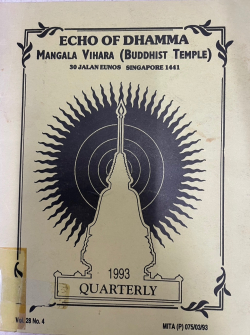 ECHO OF DHAMMA
MANGALA VIHARA (BUDDHIST TEMPLE)
30 JALAN EUNOS SINGAPORE 1441
1993
QUARTERLY
Vol. 28 No. 4
MITA (P) 075/03/93